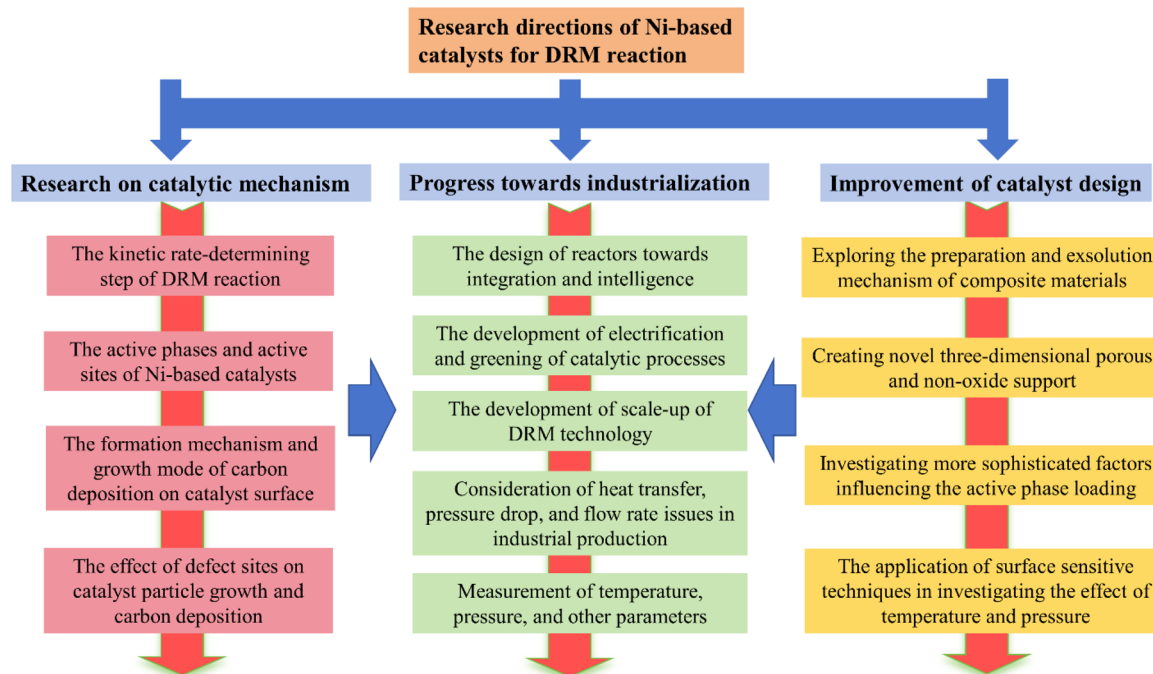 Research directions of Ni-based
catalysts for DRM reaction
Research on catalytic mechanism
The kinetic rate-determining
step of DRM reaction
The active phases and active
sites of Ni-based catalysts
The formation mechanism and
growth mode of carbon
deposition on catalyst surface
The effect of defect sites on
catalyst particle growth and
carbon deposition
Progress towards industrialization
The design of reactors towards
integration and intelligence
The development of electrification
and greening of catalytic processes
The development of scale-up of
DRM technology
Consideration of heat transfer,
pressure drop, and flow rate issues in
industrial production
Measurement of temperature,
pressure, and other parameters
Improvement of catalyst design
Exploring the preparation and exsolution
mechanism of composite materials
Creating novel three-dimensional porous
and non-oxide support
Investigating more sophisticated factors
influencing the active phase loading
The application of surface sensitive
techniques in investigating the effect of
temperature and pressure